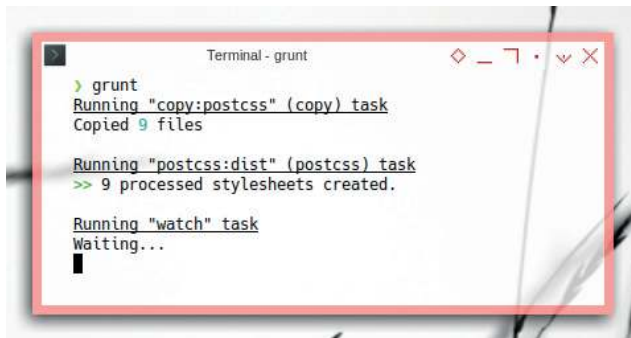 Terminal - grunt
❯ grunt
Running "copy:postcss" (copy) task
Copied 9 files
Running "postcss:dist" (postcss) task
>> 9 processed stylesheets created.
Running "watch" task
Waiting...